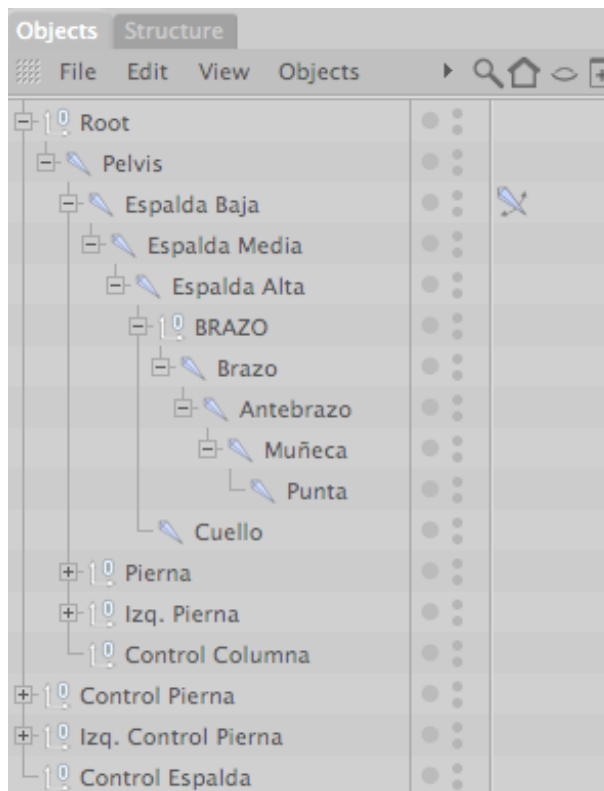 Objects Structure
File Edit View Objects
Root
Pelvis
Espalda Baja
Espalda Media
Espalda Alta
BRAZO
Brazo
Antebrazo
Muñeca
Punta
Cuello
Pierna
Izq. Pierna
Control Columna
Control Pierna
Izq. Control Pierna
Control Espalda